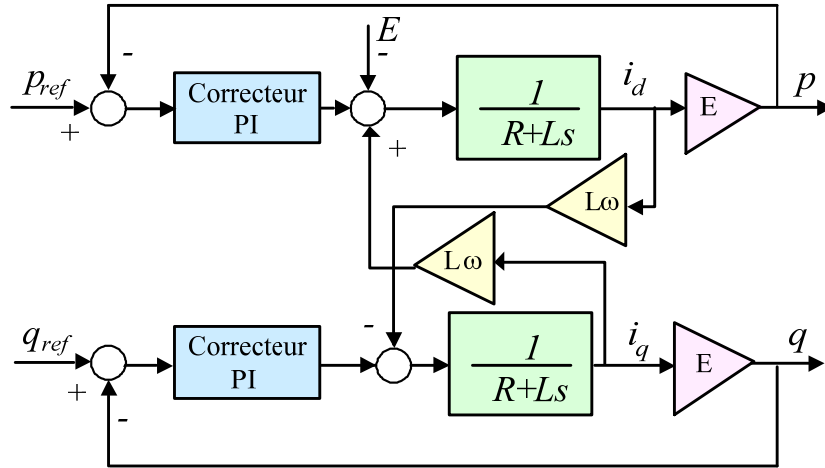 -
E
-
p_ref
+
Correcteur
PI
+
1
R+Ls
i_d
E
p
Lω
Lω
q_ref
+
-
Correcteur
PI
-
1
R+Ls
i_q
E
q